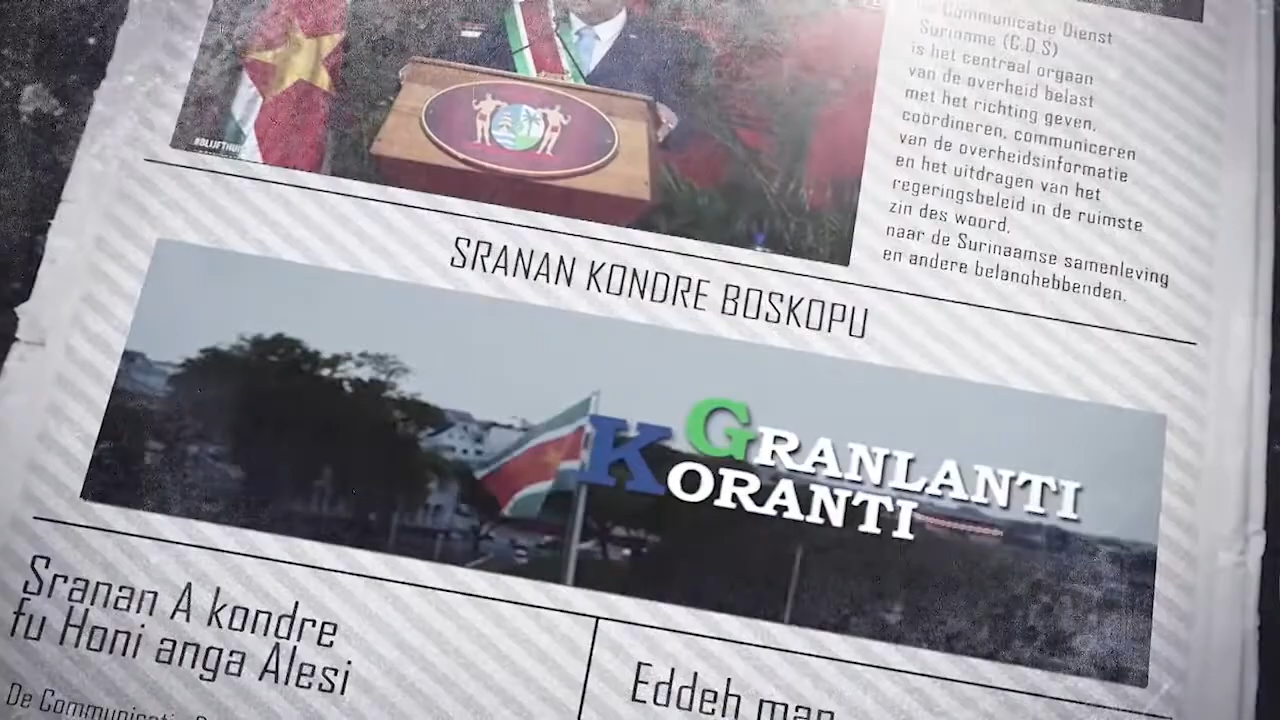 Communicatie Dienst
Suriname (C.D.S)
is het centraal orgaan
van de overheid belast
met het richting geven,
coördineren, communiceren
van de overheidsinformatie
en het uitdragen van het
regeringsbeleid in de ruimste
zin des woord.
naar de Surinaamse samenleving
en andere belanghebbenden.
SRANAN KONDRE BOSKOPU
GRANLANTI
KORANTI
Sranan A kondre
fu Honi anga Alesi
De
Eddeh man